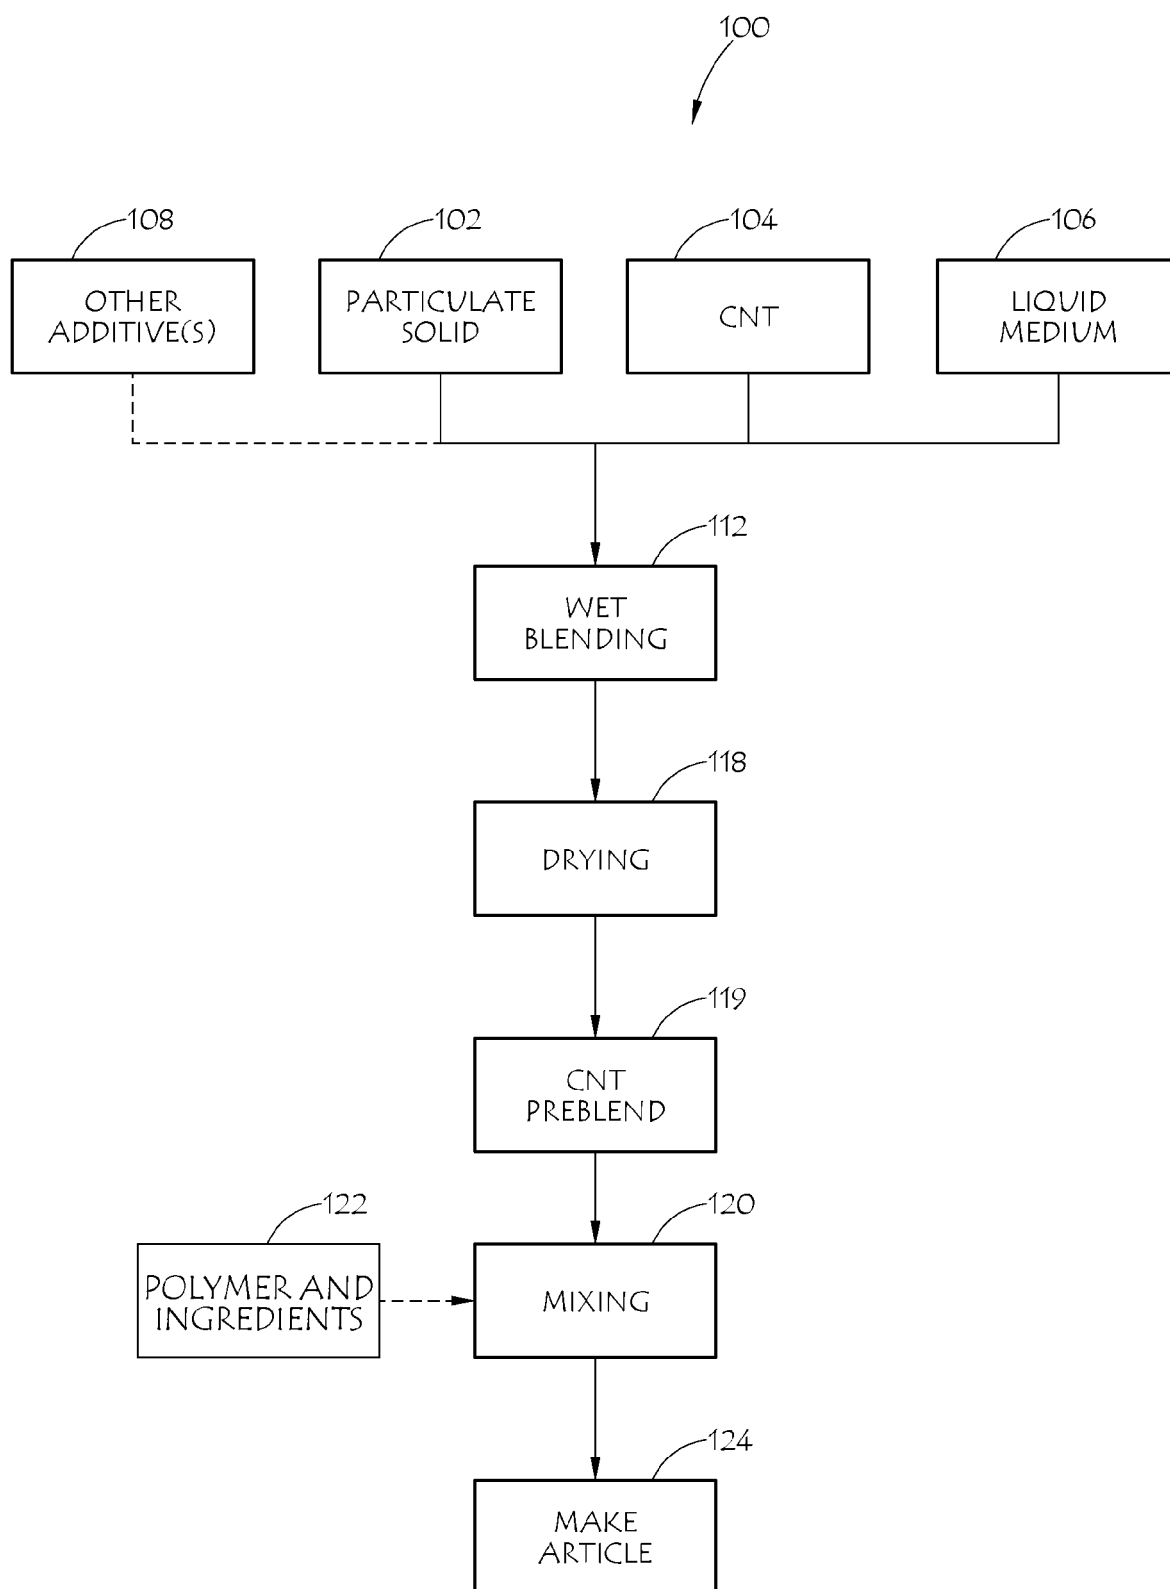 100
108
102
104
106
OTHER
ADDITIVE(S)
PARTICULATE
SOLID
CNT
LIQUID
MEDIUM
112
WET
BLENDING
118
DRYING
119
CNT
PREBLEND
122
120
POLYMER AND
INGREDIENTS
MIXING
124
MAKE
ARTICLE